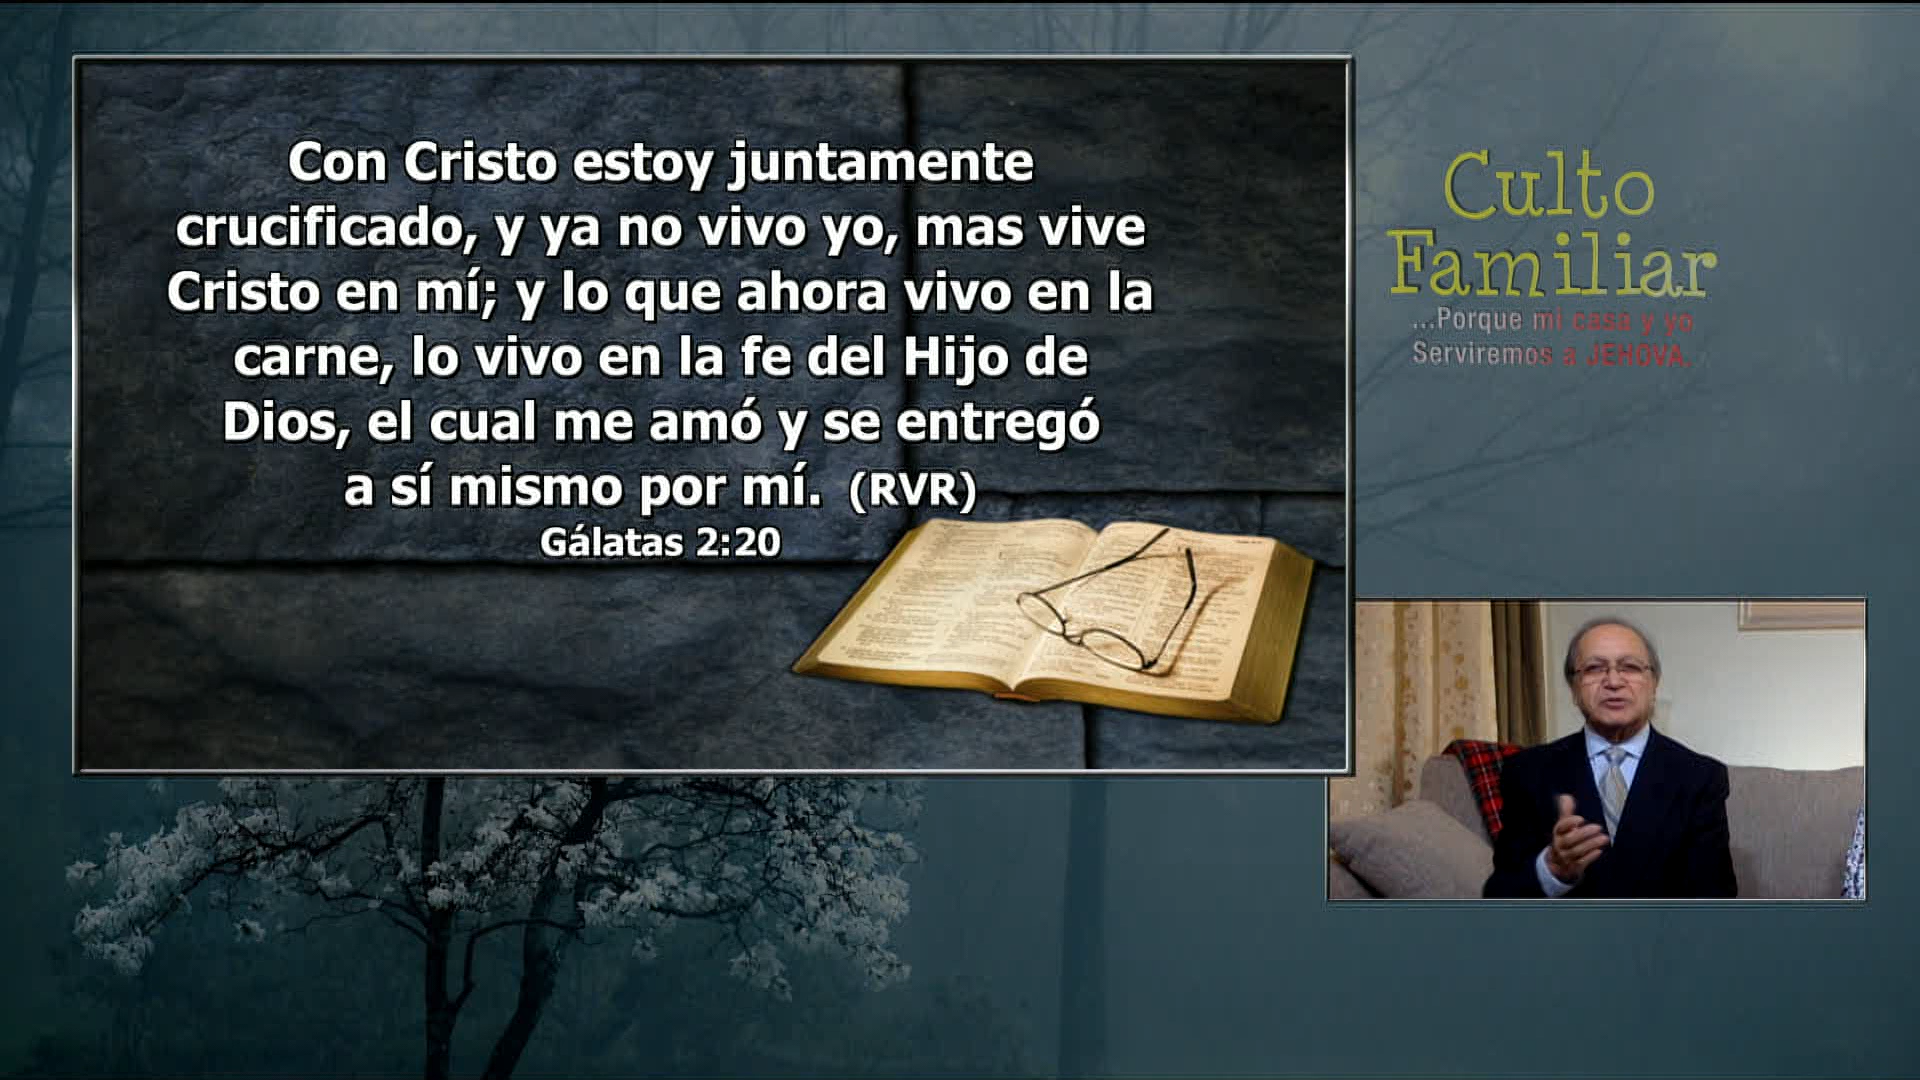 Con Cristo estoy juntamente
crucificado, y ya no vivo yo, mas vive
Cristo en mí; y lo que ahora vivo en la
carne, lo vivo en la fe del Hijo de
Dios, el cual me amó y se entregó
a sí mismo por mí. (RVR)
Gálatas 2:20
Culto
Familiar
...Porque mi casa y yo
Serviremos a JEHOVA.